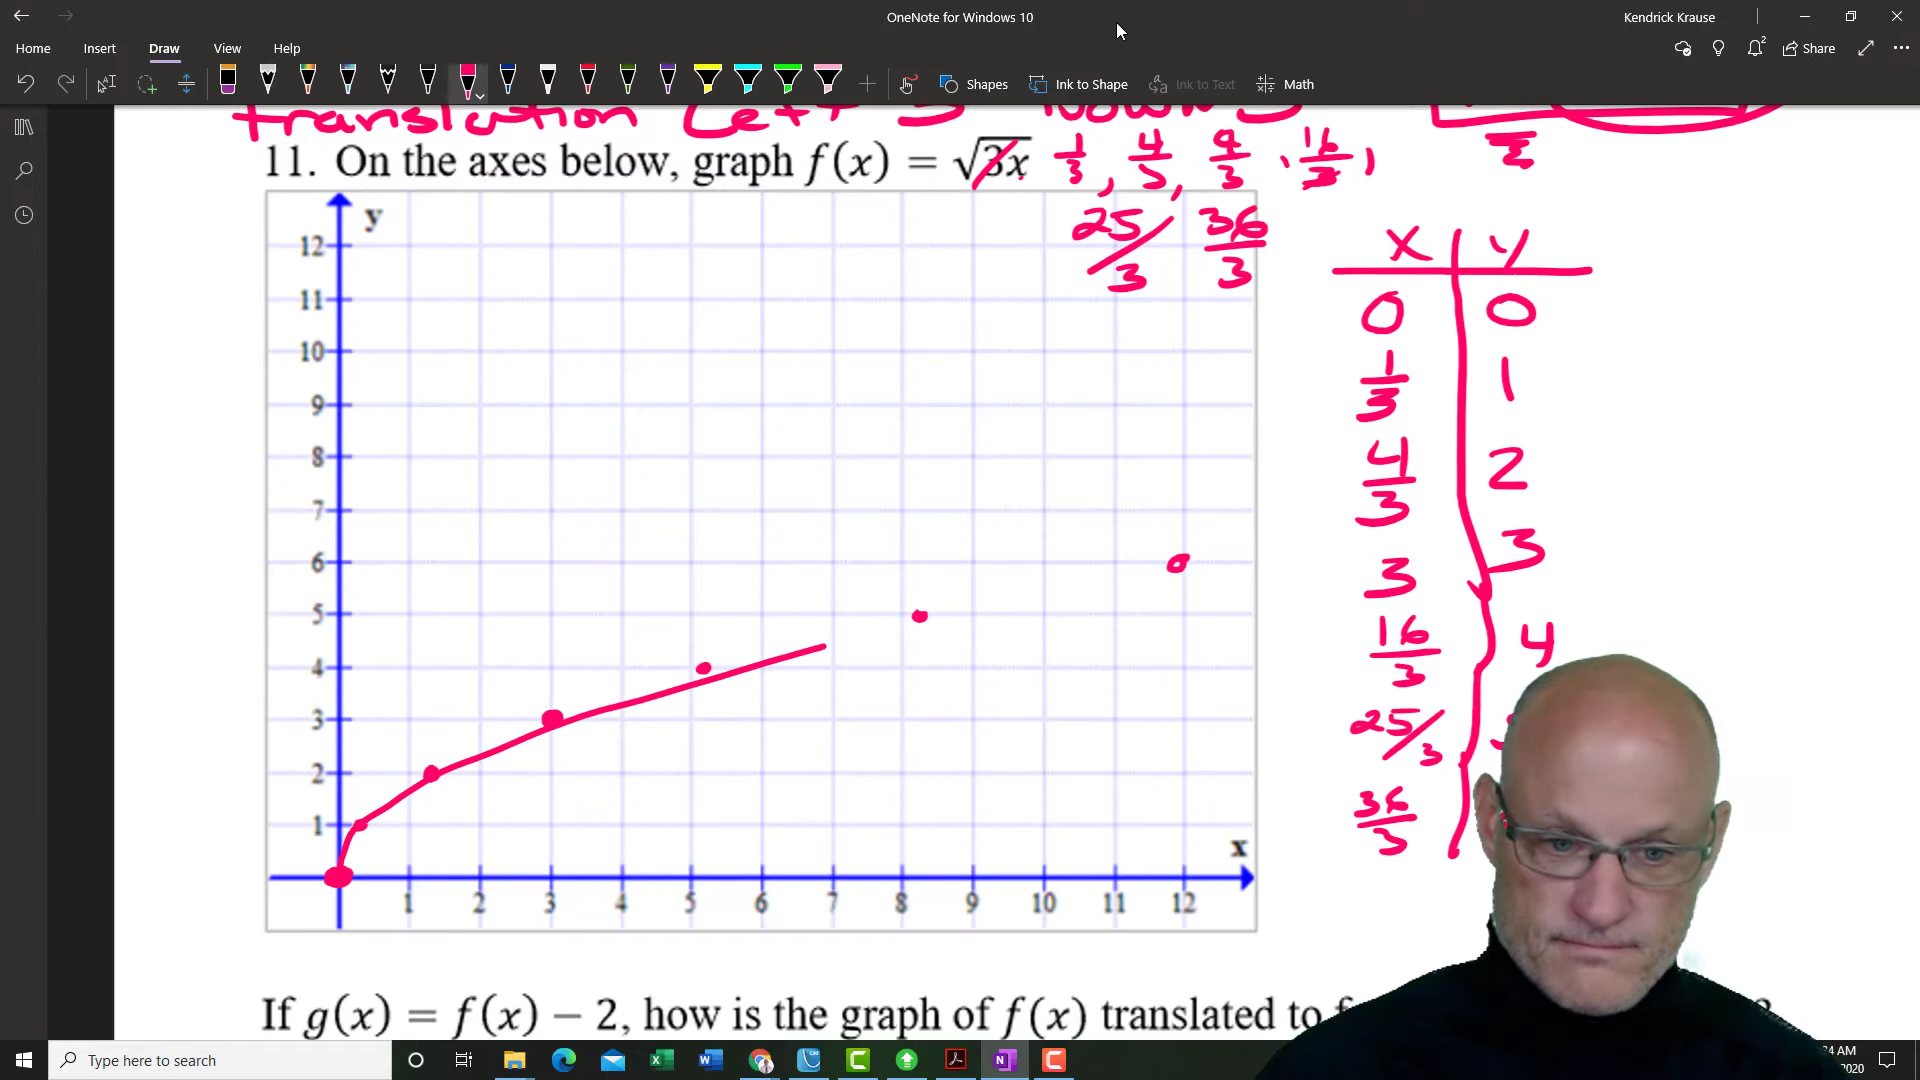 OneNote for Windows 10
Kendrick Krause
Home Insert Draw View Help
Share
Shapes Ink to Shape Ink to Text Math
Translation Left 3 Down 3
11. On the axes below, graph f(x) = √3x
1/3, 4/3, 9/3, 16/3,
25/3 36/3
y
12
11
10
9
8
7
6
5
4
3
2
1
x
1 2 3 4 5 6 7 8 9 10 11 12
x y
0 0
1/3 1
4/3 2
3 3
16/3 4
25/3
36/3
If g(x) = f(x) − 2, how is the graph of f(x) translated to
Type here to search
AM
2020